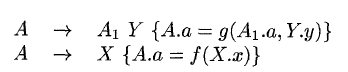 A → A₁ Y {A.a = g(A₁.a, Y.y)}
A → X {A.a = f(X.x)}